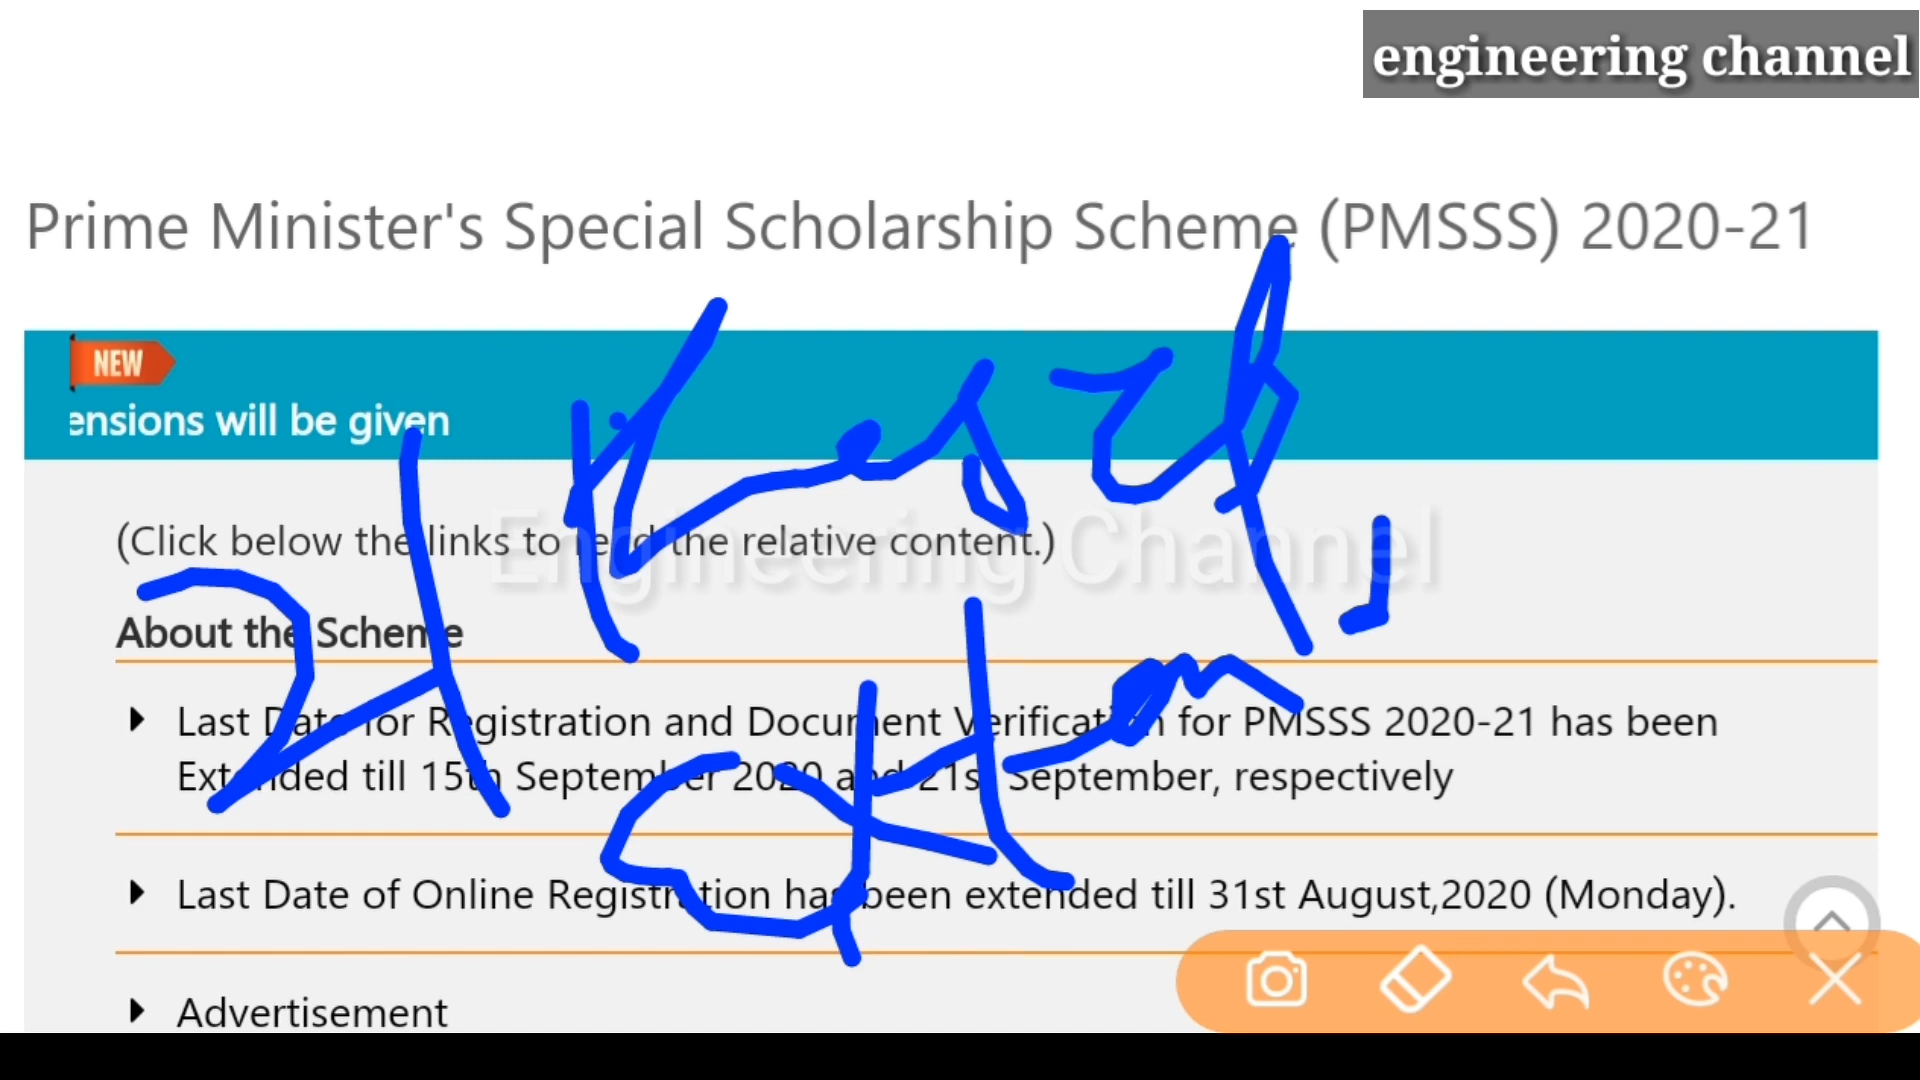 engineering channel
Prime Minister's Special Scholarship Scheme (PMSSS) 2020-21
NEW
ensions will be given
(Click below the links to read the relative content.)
Engineering Channel
About the Scheme
Last Date for Registration and Document Verification for PMSSS 2020-21 has been
Extended till 15th September 2020 and 21st September, respectively
Last Date of Online Registration has been extended till 31st August,2020 (Monday).
Advertisement